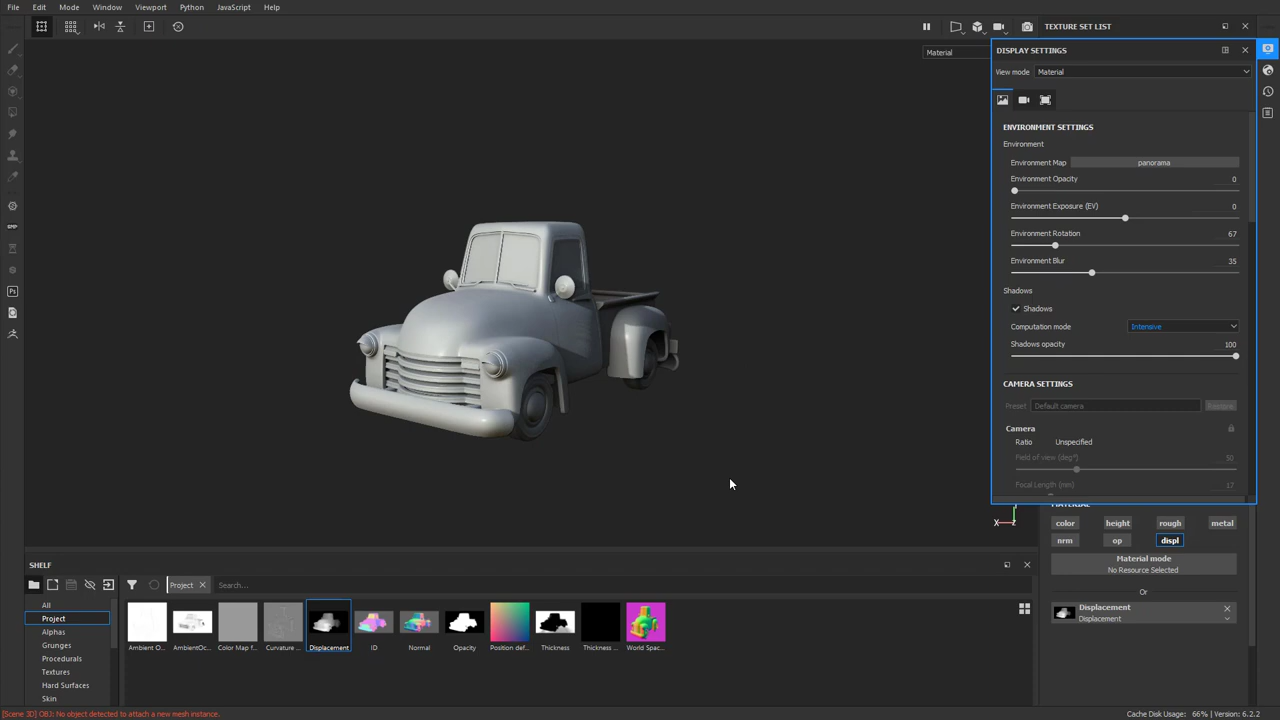 File Edit Mode Window Viewport Python JavaScript Help
TEXTURE SET LIST
Material
DISPLAY SETTINGS
View mode Material
ENVIRONMENT SETTINGS
Environment
Environment Map panorama
Environment Opacity 0
Environment Exposure (EV) 0
Environment Rotation 67
Environment Blur 35
Shadows
Shadows
Computation mode Intensive
Shadows opacity 100
CAMERA SETTINGS
Preset Default camera
Camera
Ratio Unspecified
Field of view (deg°) 50
Focal Length (mm) 17
MATERIAL
X Z
color height rough metal
nrm op displ
Material mode
No Resource Selected
Or
Displacement
Displacement
SHELF
Project Search...
All
Project
Alphas
Grunges
Procedurals
Textures
Hard Surfaces
Skin
Ps
Ambient O... AmbientOc... Color Map f... Curvature ... Displacement ID Normal Opacity Position def... Thickness Thickness ... World Spac...
[Scene 3D] OBJ: No object detected to attach a new mesh instance.
Cache Disk Usage: 66% | Version: 6.2.2